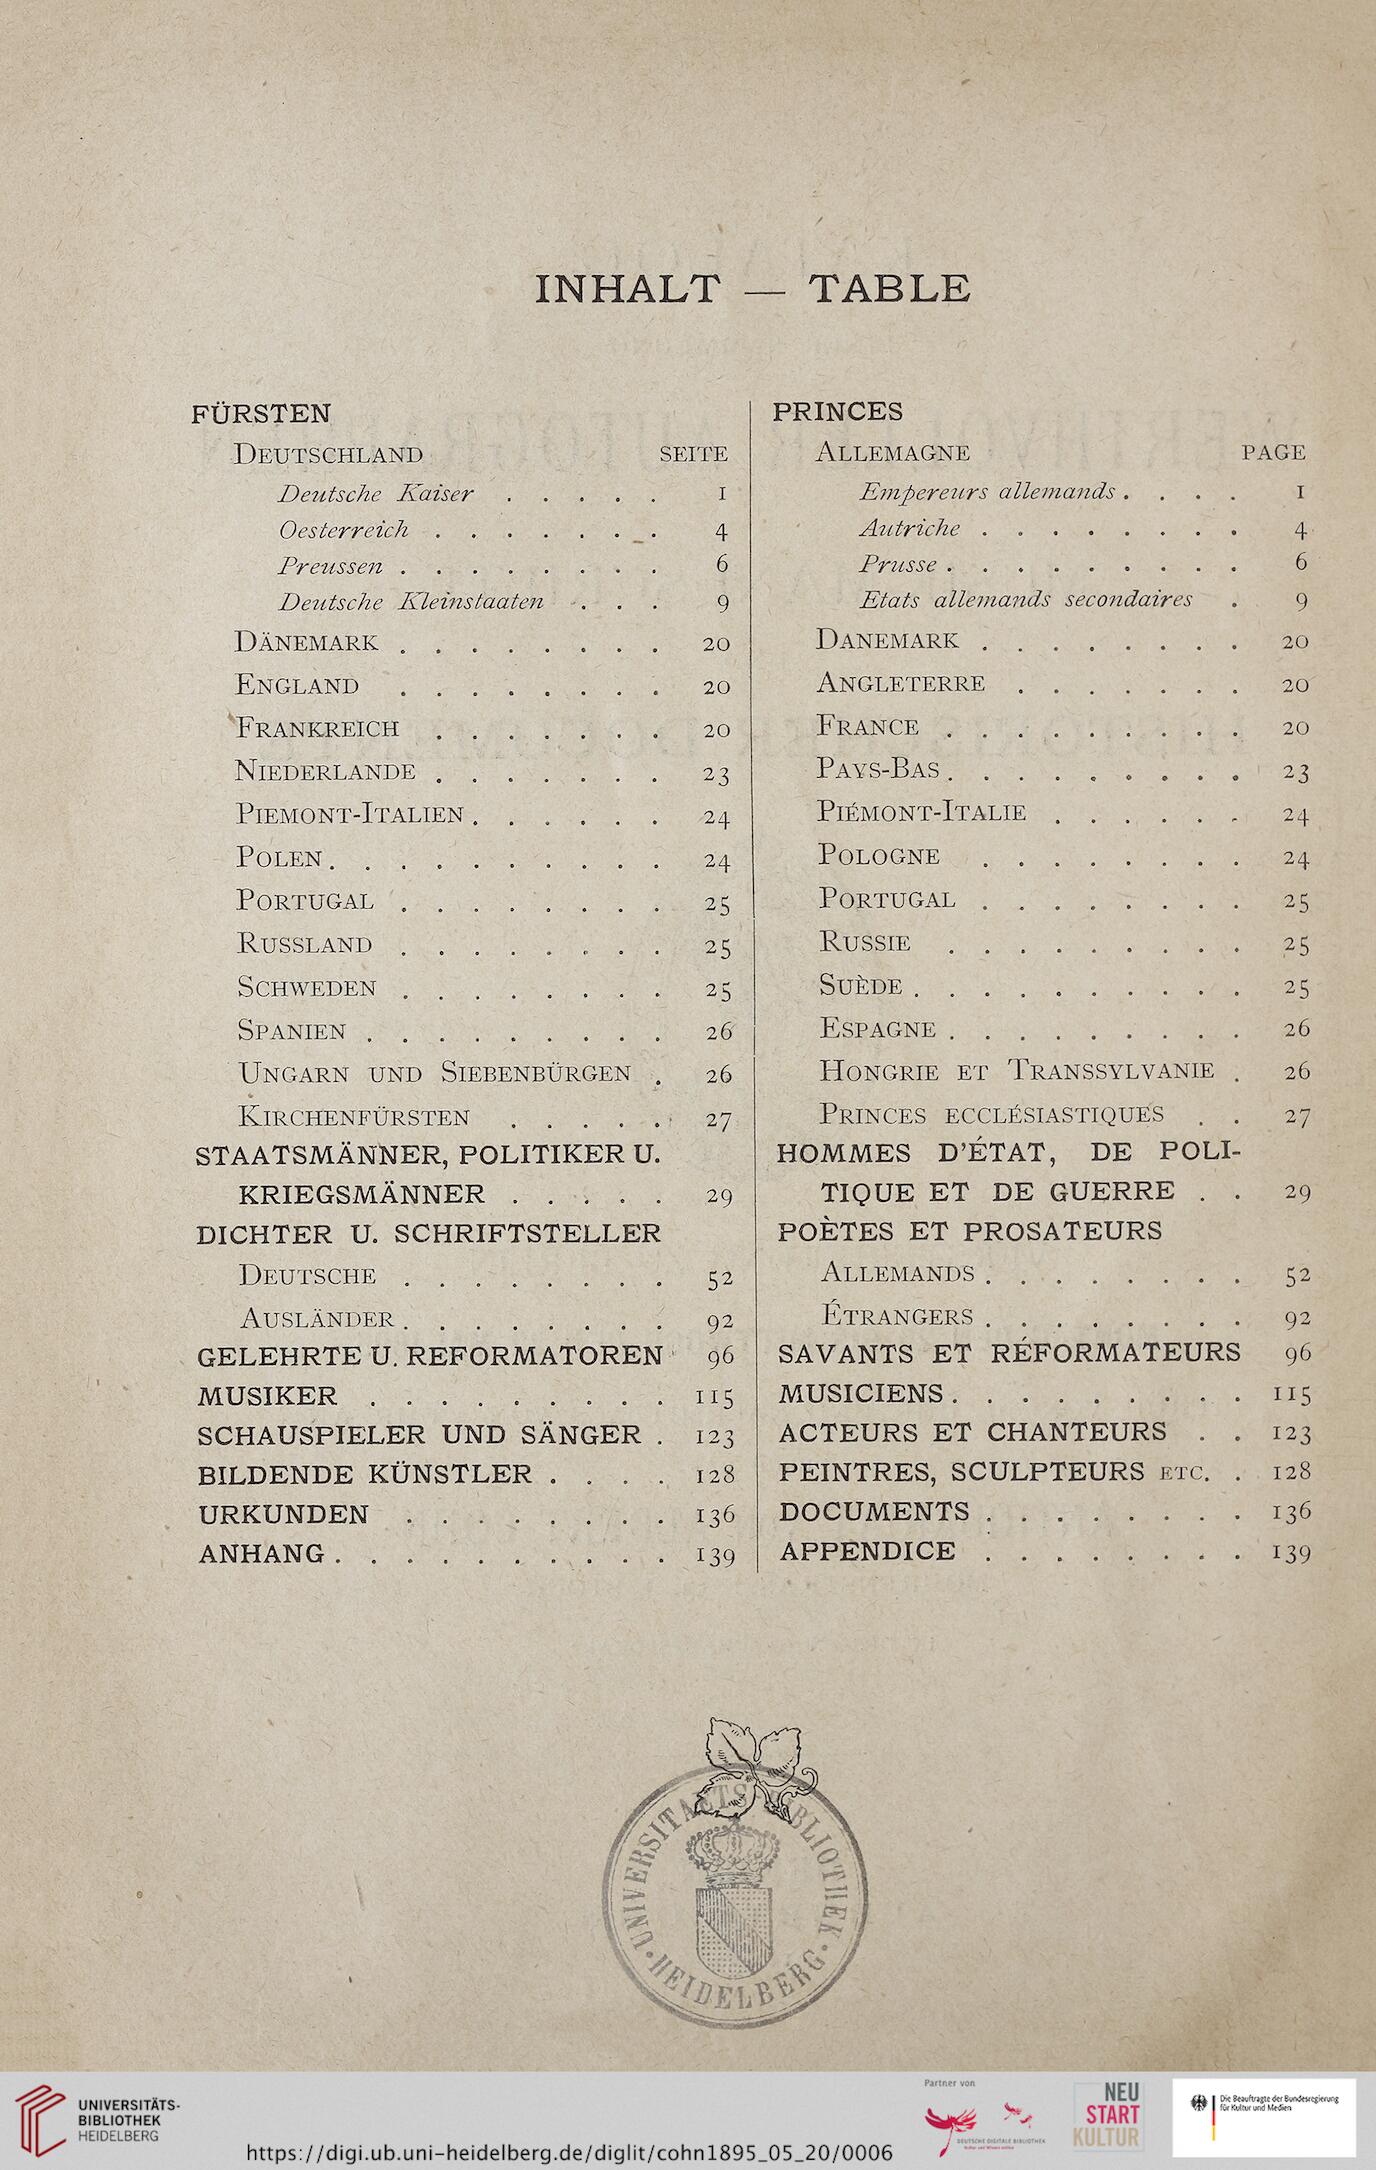 INHALT — TABLE
FÜRSTEN
DEUTSCHLAND SEITE
Deutsche Kaiser . . . . . 1
Oesterreich . . . . . . . 4
Preussen . . . . . . . . 6
Deutsche Kleinstaaten . . . 9
DÄNEMARK . . . . . . . . 20
ENGLAND . . . . . . . . 20
FRANKREICH . . . . . . . 20
NIEDERLANDE . . . . . . . 23
PIEMONT-ITALIEN . . . . . . 24
POLEN . . . . . . . . . . 24
PORTUGAL . . . . . . . . 25
RUSSLAND . . . . . . . . 25
SCHWEDEN . . . . . . . . 25
SPANIEN . . . . . . . . . 26
UNGARN UND SIEBENBÜRGEN . 26
KIRCHENFÜRSTEN . . . . . 27
STAATSMÄNNER, POLITIKER U.
KRIEGSMÄNNER . . . . . 29
DICHTER U. SCHRIFTSTELLER
DEUTSCHE . . . . . . . . 52
AUSLÄNDER . . . . . . . . 92
GELEHRTE U. REFORMATOREN 96
MUSIKER . . . . . . . . . 115
SCHAUSPIELER UND SÄNGER . 123
BILDENDE KÜNSTLER . . . . 128
URKUNDEN . . . . . . . . 136
ANHANG . . . . . . . . . . 139
PRINCES
ALLEMAGNE PAGE
Empereurs allemands . . . . 1
Autriche . . . . . . . . 4
Prusse . . . . . . . . . 6
Etats allemands secondaires . 9
DANEMARK . . . . . . . . 20
ANGLETERRE . . . . . . . 20
FRANCE . . . . . . . . . 20
PAYS-BAS . . . . . . . . . 23
PIÉMONT-ITALIE . . . . . . 24
POLOGNE . . . . . . . . 24
PORTUGAL . . . . . . . . 25
RUSSIE . . . . . . . . . 25
SUÈDE . . . . . . . . . . 25
ESPAGNE . . . . . . . . . 26
HONGRIE ET TRANSSYLVANIE . 26
PRINCES ECCLÉSIASTIQUES . . 27
HOMMES D'ÉTAT, DE POLI-
TIQUE ET DE GUERRE . . 29
POÈTES ET PROSATEURS
ALLEMANDS . . . . . . . . 52
ÉTRANGERS . . . . . . . . 92
SAVANTS ET RÉFORMATEURS 96
MUSICIENS . . . . . . . . . 115
ACTEURS ET CHANTEURS . . 123
PEINTRES, SCULPTEURS ETC. . 128
DOCUMENTS . . . . . . . . 136
APPENDICE . . . . . . . . 139
UNIVERSITAETS BIBLIOTHEK
· HEIDELBERG ·
UNIVERSITÄTS-
BIBLIOTHEK
HEIDELBERG
https://digi.ub.uni-heidelberg.de/diglit/cohn1895_05_20/0006
Partner von
DEUTSCHE DIGITALE BIBLIOTHEK
Kultur und Wissen online
NEU
START
KULTUR
Die Beauftragte der Bundesregierung
für Kultur und Medien